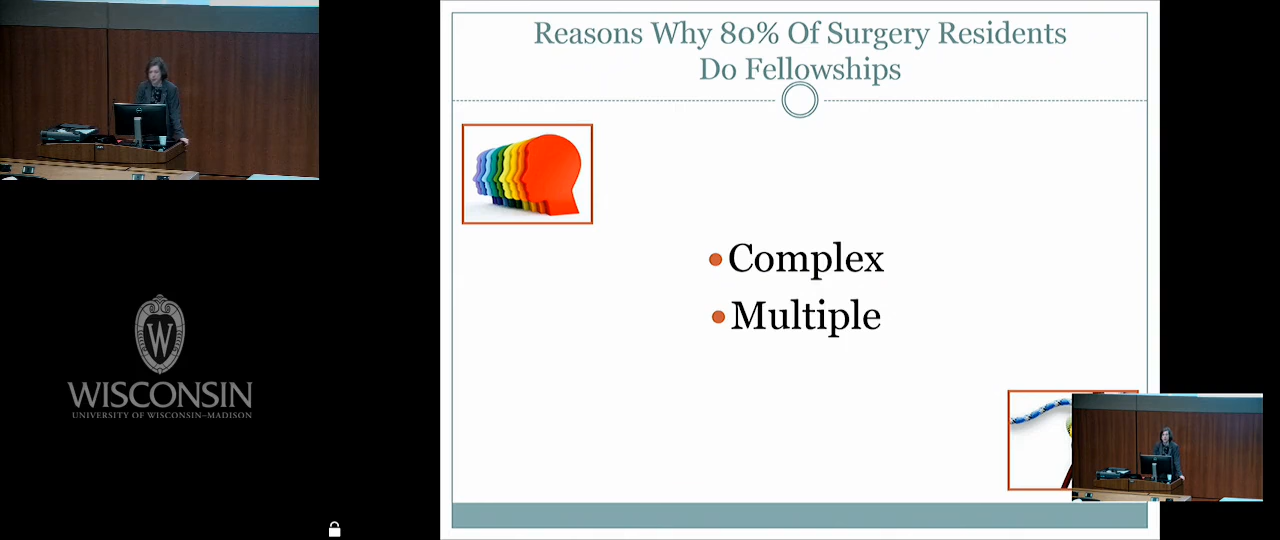 Reasons Why 80% Of Surgery Residents
Do Fellowships
Complex
Multiple
W
WISCONSIN
UNIVERSITY OF WISCONSIN–MADISON